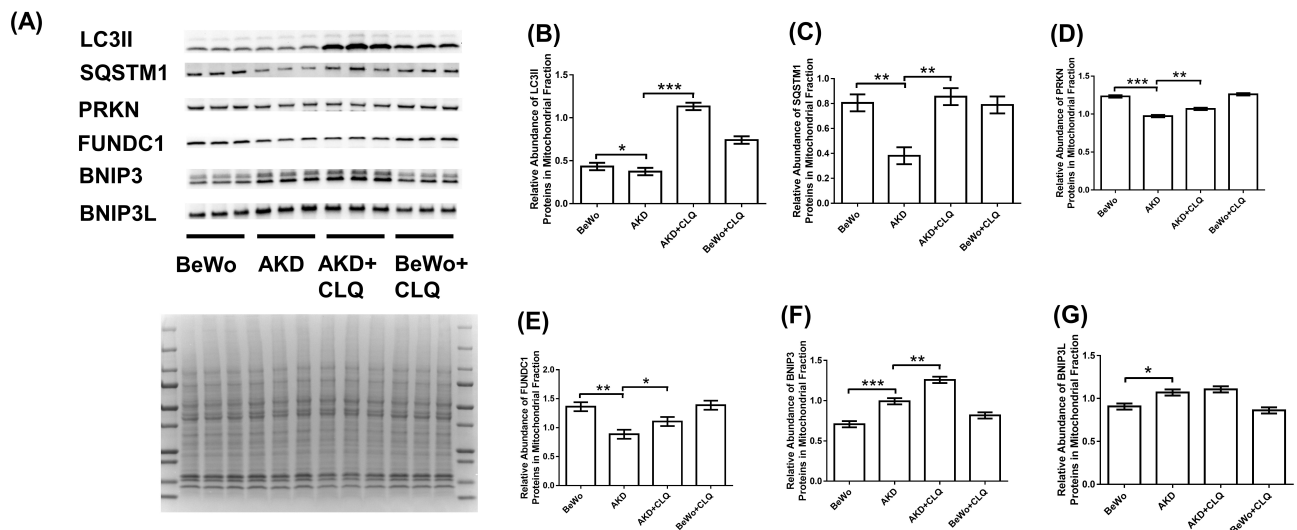 (A)
LC3II
SQSTM1
PRKN
FUNDC1
BNIP3
BNIP3L
BeWo
AKD
AKD+
CLQ
BeWo+
CLQ
(B)
Relative Abundance of LC3II
Proteins in Mitochondrial Fraction
1.5
1.0
0.5
0.0
*
***
BeWo
AKD
AKD+CLQ
BeWo+CLQ
(C)
Relative Abundance of SQSTM1
Proteins in Mitochondrial Fraction
1.0
0.8
0.6
0.4
0.2
0.0
**
**
BeWo
AKD
AKD+CLQ
BeWo+CLQ
(D)
Relative Abundance of PRKN
Proteins in Mitochondrial Fraction
1.5
1.0
0.5
0.0
***
**
BeWo
AKD
AKD+CLQ
BeWo+CLQ
(E)
Relative Abundance of FUNDC1
Proteins in Mitochondrial Fraction
2.0
1.5
1.0
0.5
0.0
**
*
BeWo
AKD
AKD+CLQ
BeWo+CLQ
(F)
Relative Abundance of BNIP3
Proteins in Mitochondrial Fraction
1.5
1.0
0.5
0.0
***
**
BeWo
AKD
AKD+CLQ
BeWo+CLQ
(G)
Relative Abundance of BNIP3L
Proteins in Mitochondrial Fraction
1.5
1.0
0.5
0.0
*
BeWo
AKD
AKD+CLQ
BeWo+CLQ